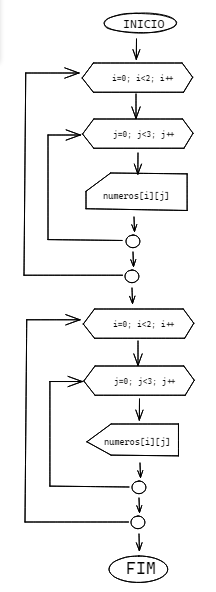 INICIO
i=0; i<2; i++
j=0; j<3; j++
numeros[i][j]
i=0; i<2; i++
j=0; j<3; j++
numeros[i][j]
FIM